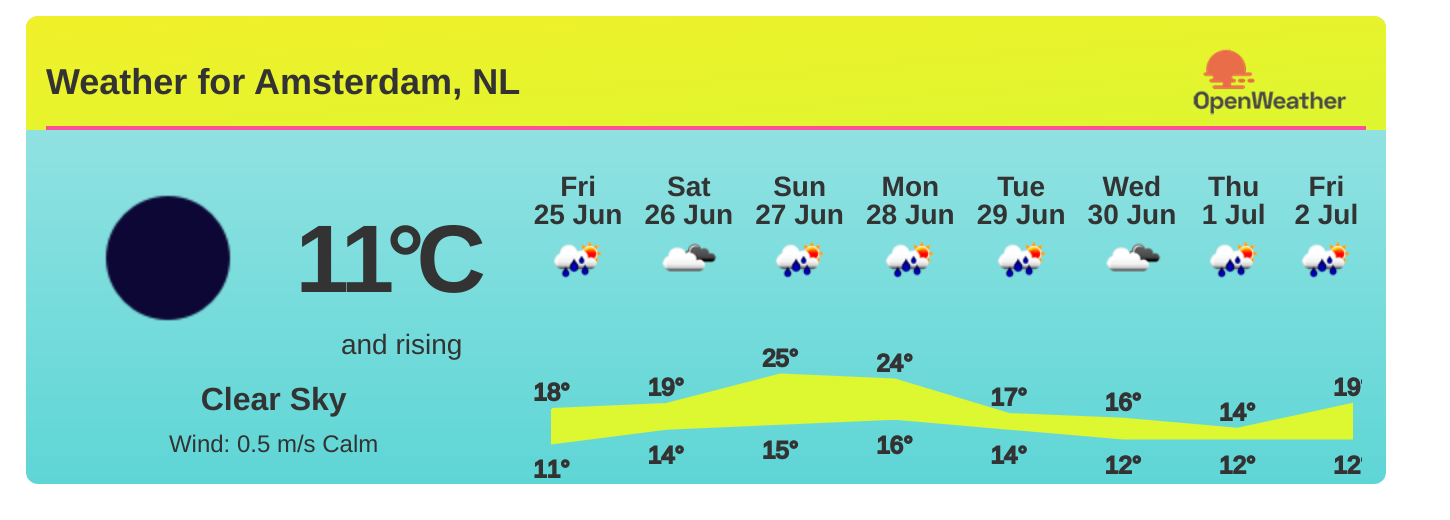 Weather for Amsterdam, NL
OpenWeather
Fri Sat Sun Mon Tue Wed Thu Fri
25 Jun 26 Jun 27 Jun 28 Jun 29 Jun 30 Jun 1 Jul 2 Jul
11°C
and rising
Clear Sky
Wind: 0.5 m/s Calm
18° 19° 25° 24° 17° 16° 14° 19°
11° 14° 15° 16° 14° 12° 12° 12°